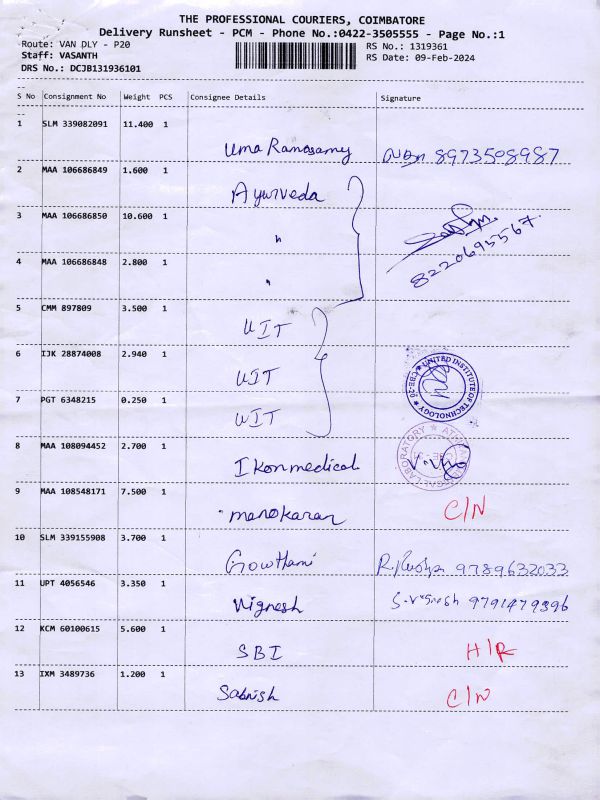 THE PROFESSIONAL COURIERS, COIMBATORE
Delivery Runsheet - PCM - Phone No.:0422-3505555 - Page No.:1
Route: VAN DLY - P20
RS No.: 1319361
Staff: VASANTH
RS Date: 09-Feb-2024
DRS No.: DCJB131936101
S No Consignment No Weight PCS Consignee Details Signature
1 SLM 339082091 11.400 1
Uma Ramasamy 8973508987
2 MAA 106686849 1.600 1
Ayurveda
3 MAA 106686850 10.600 1
"
8220695567
4 MAA 106686848 2.800 1
"
5 CMM 897809 3.500 1
UIT
6 IJK 28874008 2.940 1
UIT
UNITED INSTITUTE OF TECHNOLOGY ★ CBE-20 ★
7 PGT 6348215 0.250 1
UIT
8 MAA 108094452 2.700 1
Ikonmedical
LABORATORY ★
9 MAA 108548171 7.500 1
manokaran C/N
10 SLM 339155908 3.700 1
Gowthami 9789632033
11 UPT 4056546 3.350 1
Vignesh S.Vignesh 9791479396
12 KCM 60100615 5.600 1
SBI H/R
13 IXM 3489736 1.200 1
Satish C/N